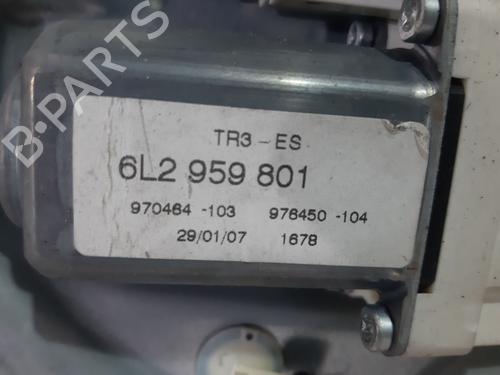 B-PARTS
TR3-ES
6L2 959 801
970464 -103 976450 -104
29/01/07 1678